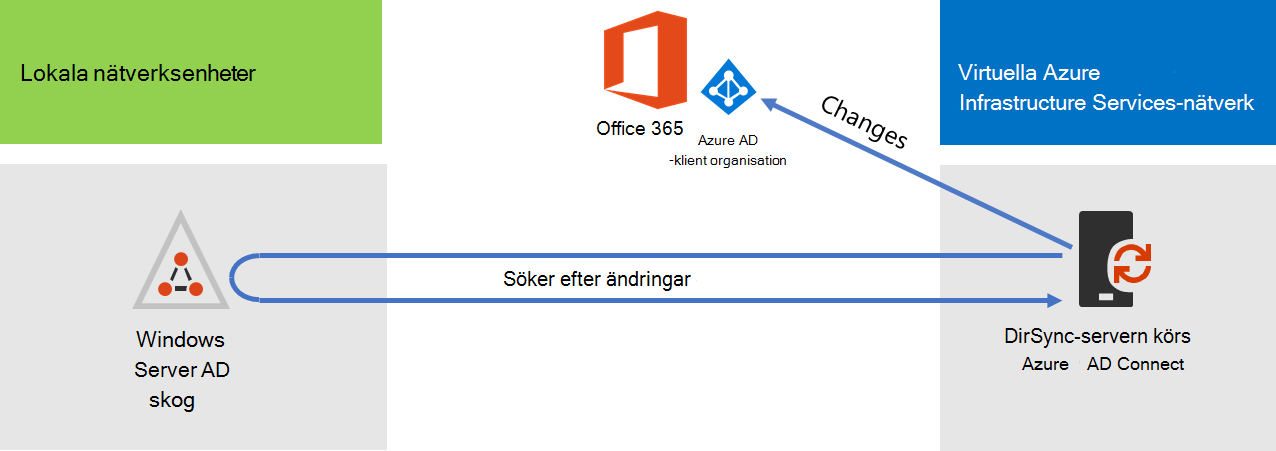 Lokala nätverksenheter
Office 365
Azure AD
-klient organisation
Changes
Virtuella Azure
Infrastructure Services-nätverk
Söker efter ändringar
Windows
Server AD
skog
DirSync-servern körs
Azure AD Connect